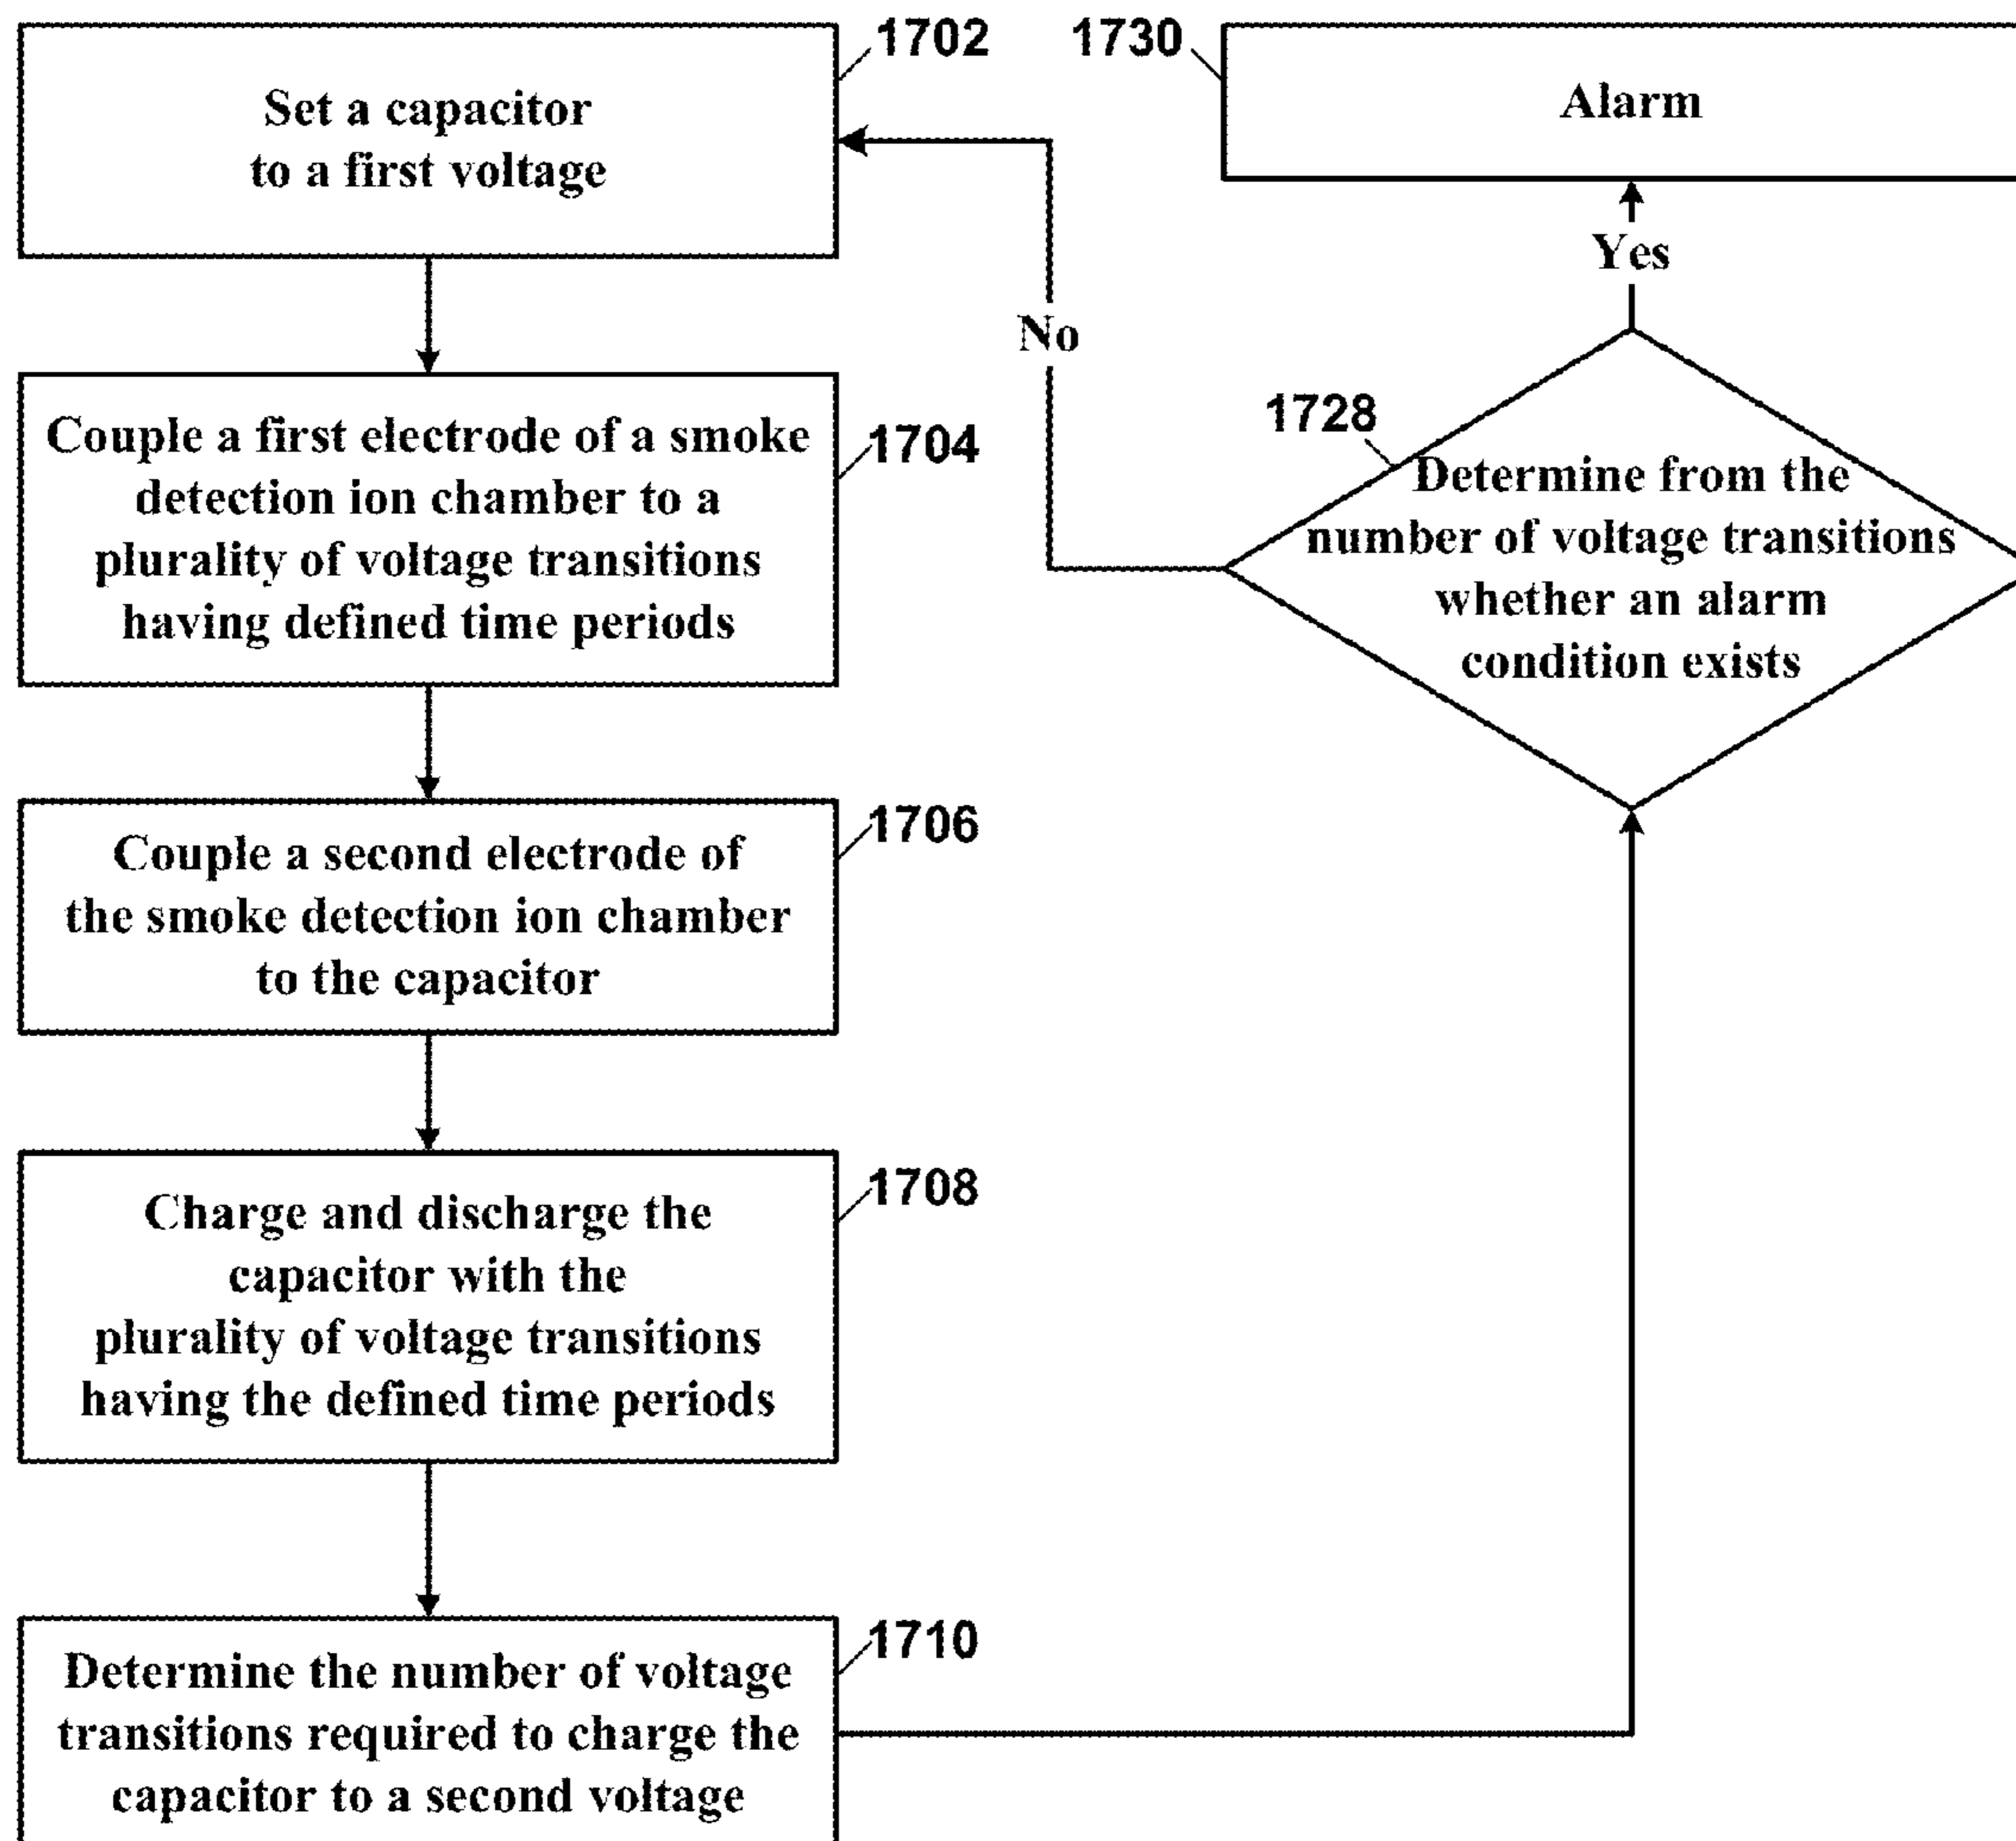 1702
Set a capacitor
to a first voltage
1704
Couple a first electrode of a smoke
detection ion chamber to a
plurality of voltage transitions
having defined time periods
1706
Couple a second electrode of
the smoke detection ion chamber
to the capacitor
1708
Charge and discharge the
capacitor with the
plurality of voltage transitions
having the defined time periods
1710
Determine the number of voltage
transitions required to charge the
capacitor to a second voltage
1728
Determine from the
number of voltage transitions
whether an alarm
condition exists
No
Yes
1730
Alarm